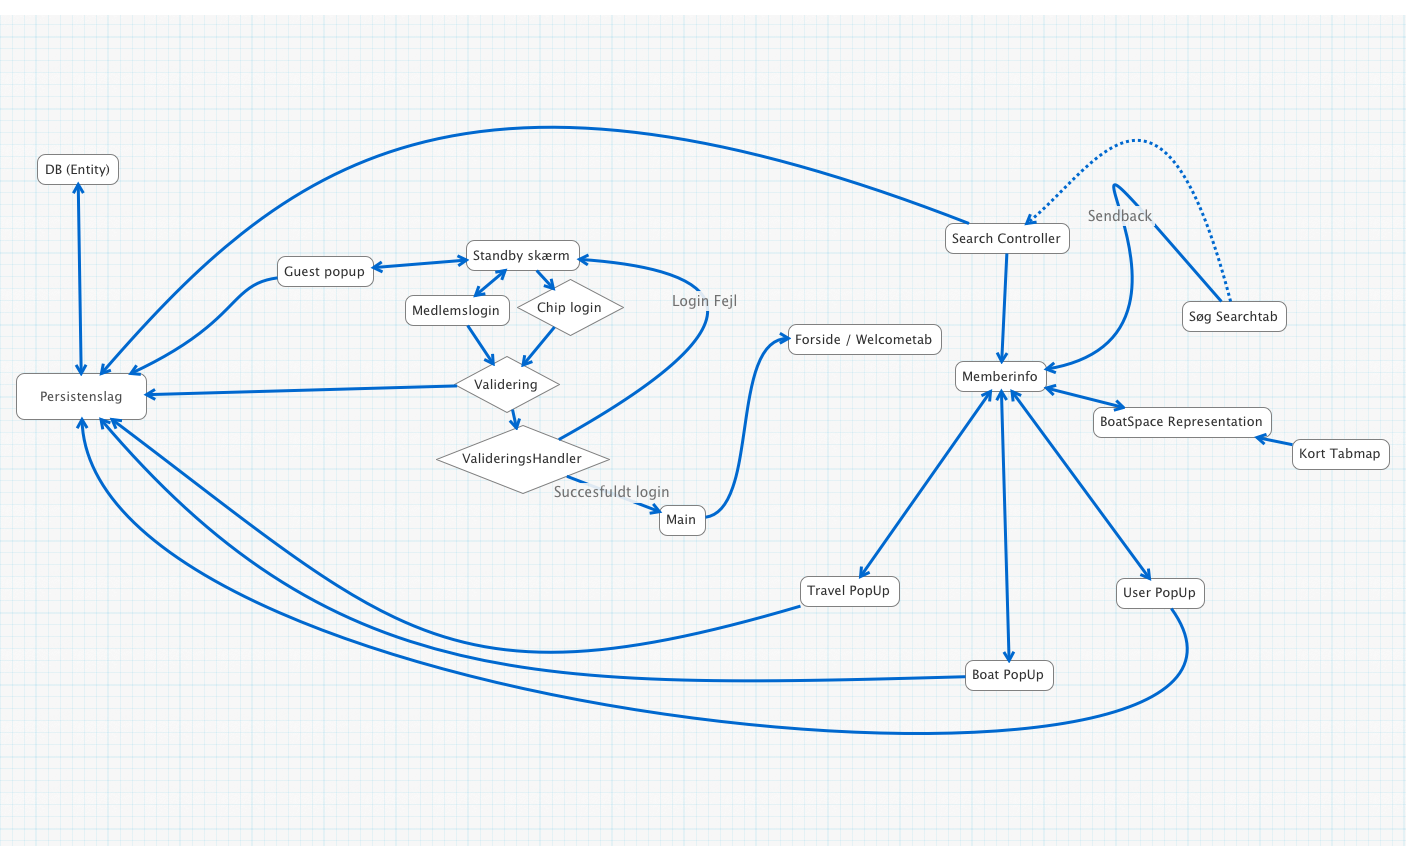 DB (Entity)
Sendback
Search Controller
Standby skærm
Guest popup
Login Fejl
Medlemslogin
Chip login
Søg Searchtab
Forside / Welcometab
Memberinfo
Validering
Persistenslag
BoatSpace Representation
Kort Tabmap
ValideringsHandler
Succesfuldt login
Main
Travel PopUp
User PopUp
Boat PopUp